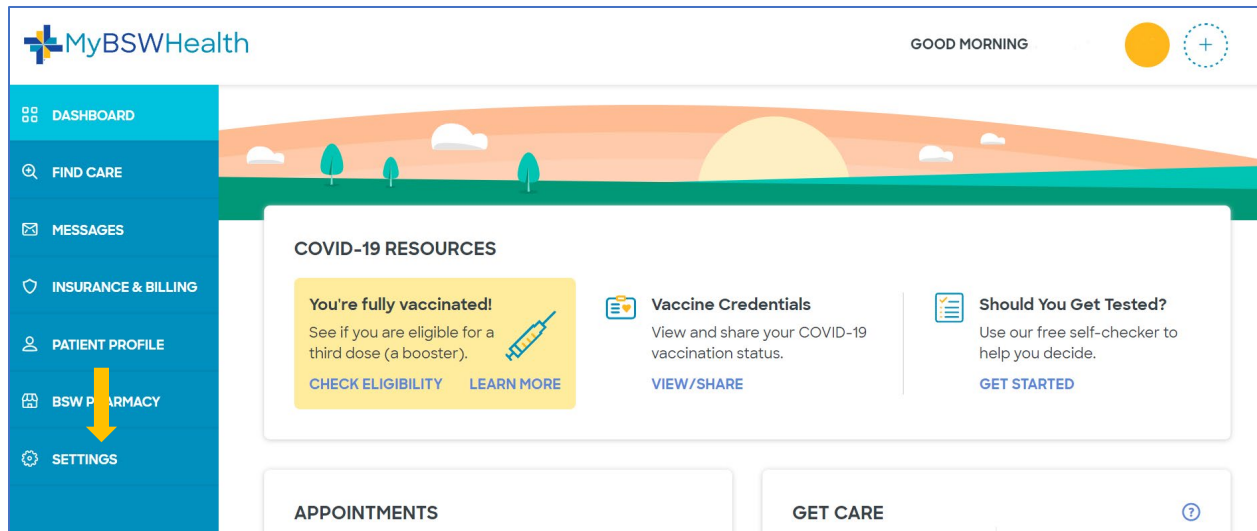 MyBSWHealth
GOOD MORNING
+
DASHBOARD
FIND CARE
MESSAGES
INSURANCE & BILLING
PATIENT PROFILE
BSW P ARMACY
SETTINGS
COVID-19 RESOURCES
You're fully vaccinated!
See if you are eligible for a
third dose (a booster).
CHECK ELIGIBILITY LEARN MORE
Vaccine Credentials
View and share your COVID-19
vaccination status.
VIEW/SHARE
Should You Get Tested?
Use our free self-checker to
help you decide.
GET STARTED
APPOINTMENTS
GET CARE
?